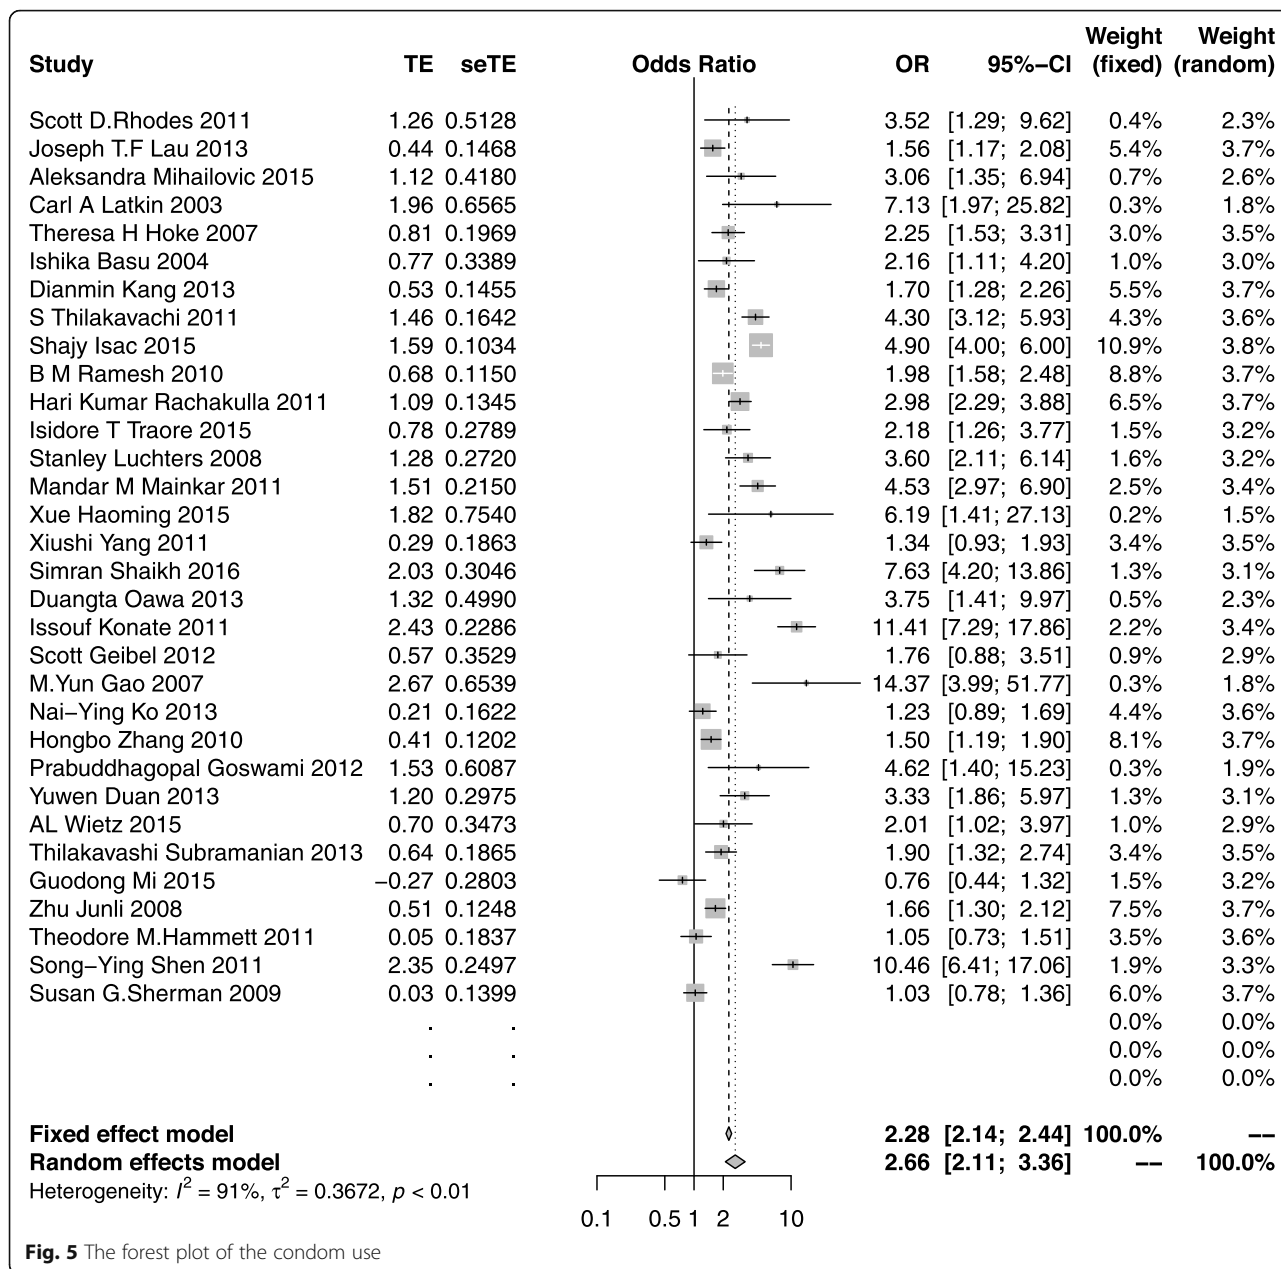 Weight Weight
Study TE seTE Odds Ratio OR 95%−CI (fixed) (random)
Scott D.Rhodes 2011 1.26 0.5128 3.52 [1.29; 9.62] 0.4% 2.3%
Joseph T.F Lau 2013 0.44 0.1468 1.56 [1.17; 2.08] 5.4% 3.7%
Aleksandra Mihailovic 2015 1.12 0.4180 3.06 [1.35; 6.94] 0.7% 2.6%
Carl A Latkin 2003 1.96 0.6565 7.13 [1.97; 25.82] 0.3% 1.8%
Theresa H Hoke 2007 0.81 0.1969 2.25 [1.53; 3.31] 3.0% 3.5%
Ishika Basu 2004 0.77 0.3389 2.16 [1.11; 4.20] 1.0% 3.0%
Dianmin Kang 2013 0.53 0.1455 1.70 [1.28; 2.26] 5.5% 3.7%
S Thilakavachi 2011 1.46 0.1642 4.30 [3.12; 5.93] 4.3% 3.6%
Shajy Isac 2015 1.59 0.1034 4.90 [4.00; 6.00] 10.9% 3.8%
B M Ramesh 2010 0.68 0.1150 1.98 [1.58; 2.48] 8.8% 3.7%
Hari Kumar Rachakulla 2011 1.09 0.1345 2.98 [2.29; 3.88] 6.5% 3.7%
Isidore T Traore 2015 0.78 0.2789 2.18 [1.26; 3.77] 1.5% 3.2%
Stanley Luchters 2008 1.28 0.2720 3.60 [2.11; 6.14] 1.6% 3.2%
Mandar M Mainkar 2011 1.51 0.2150 4.53 [2.97; 6.90] 2.5% 3.4%
Xue Haoming 2015 1.82 0.7540 6.19 [1.41; 27.13] 0.2% 1.5%
Xiushi Yang 2011 0.29 0.1863 1.34 [0.93; 1.93] 3.4% 3.5%
Simran Shaikh 2016 2.03 0.3046 7.63 [4.20; 13.86] 1.3% 3.1%
Duangta Oawa 2013 1.32 0.4990 3.75 [1.41; 9.97] 0.5% 2.3%
Issouf Konate 2011 2.43 0.2286 11.41 [7.29; 17.86] 2.2% 3.4%
Scott Geibel 2012 0.57 0.3529 1.76 [0.88; 3.51] 0.9% 2.9%
M.Yun Gao 2007 2.67 0.6539 14.37 [3.99; 51.77] 0.3% 1.8%
Nai−Ying Ko 2013 0.21 0.1622 1.23 [0.89; 1.69] 4.4% 3.6%
Hongbo Zhang 2010 0.41 0.1202 1.50 [1.19; 1.90] 8.1% 3.7%
Prabuddhagopal Goswami 2012 1.53 0.6087 4.62 [1.40; 15.23] 0.3% 1.9%
Yuwen Duan 2013 1.20 0.2975 3.33 [1.86; 5.97] 1.3% 3.1%
AL Wietz 2015 0.70 0.3473 2.01 [1.02; 3.97] 1.0% 2.9%
Thilakavashi Subramanian 2013 0.64 0.1865 1.90 [1.32; 2.74] 3.4% 3.5%
Guodong Mi 2015 −0.27 0.2803 0.76 [0.44; 1.32] 1.5% 3.2%
Zhu Junli 2008 0.51 0.1248 1.66 [1.30; 2.12] 7.5% 3.7%
Theodore M.Hammett 2011 0.05 0.1837 1.05 [0.73; 1.51] 3.5% 3.6%
Song−Ying Shen 2011 2.35 0.2497 10.46 [6.41; 17.06] 1.9% 3.3%
Susan G.Sherman 2009 0.03 0.1399 1.03 [0.78; 1.36] 6.0% 3.7%
. . 0.0% 0.0%
. . 0.0% 0.0%
. . 0.0% 0.0%
Fixed effect model 2.28 [2.14; 2.44] 100.0% −−
Random effects model 2.66 [2.11; 3.36] −− 100.0%
Heterogeneity: I² = 91%, τ² = 0.3672, p < 0.01
0.1 0.5 1 2 10
Fig. 5 The forest plot of the condom use